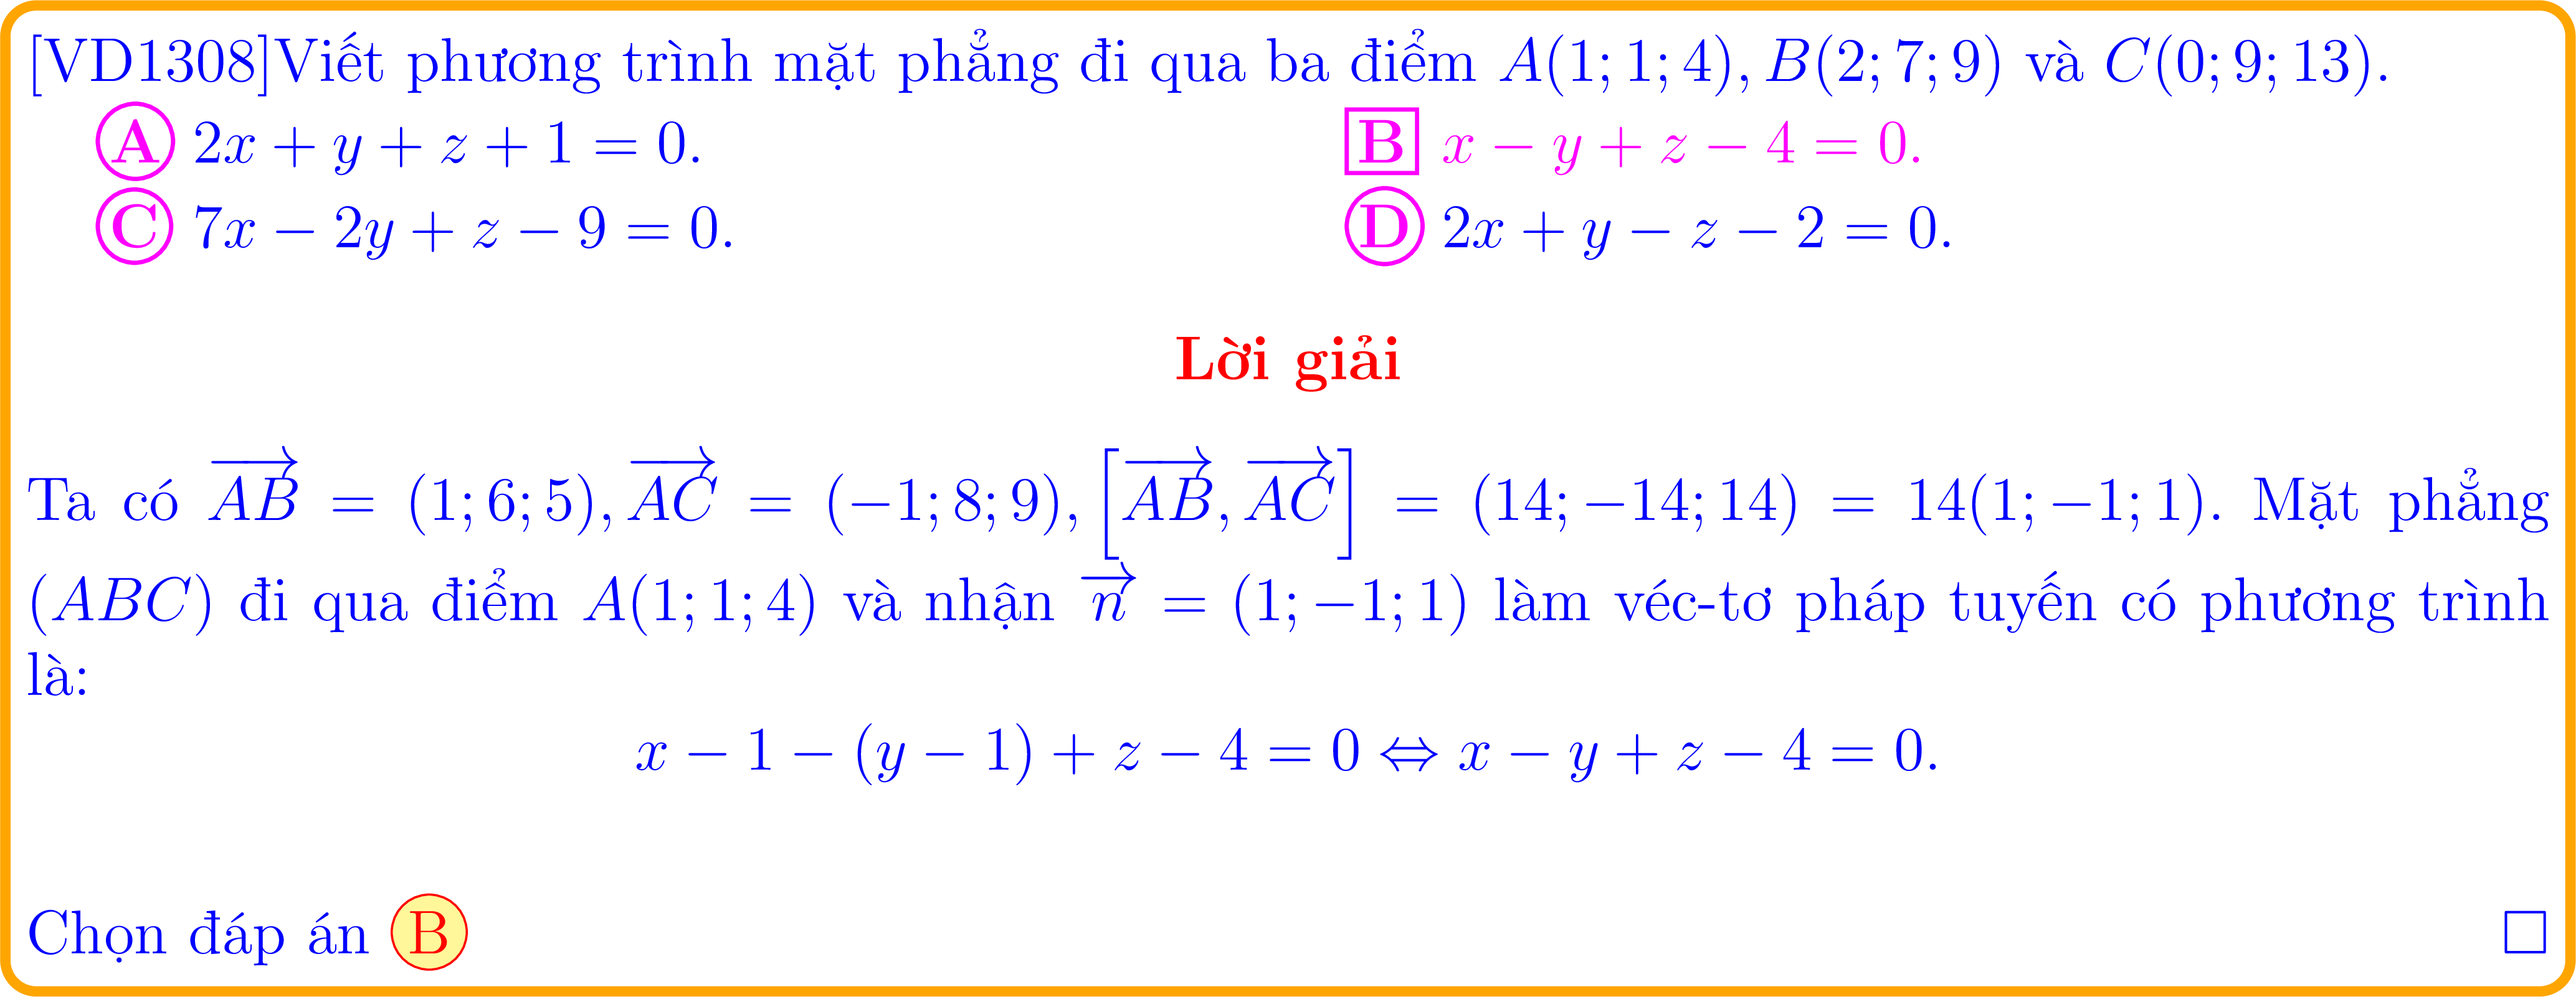 [VD1308]Viết phương trình mặt phẳng đi qua ba điểm A(1; 1; 4), B(2; 7; 9) và C(0; 9; 13).
A 2x + y + z + 1 = 0. B x − y + z − 4 = 0.
C 7x − 2y + z − 9 = 0. D 2x + y − z − 2 = 0.
Lời giải
Ta có \overrightarrow{AB} = (1; 6; 5), \overrightarrow{AC} = (−1; 8; 9), [\overrightarrow{AB}, \overrightarrow{AC}] = (14; −14; 14) = 14(1; −1; 1). Mặt phẳng
(ABC) đi qua điểm A(1; 1; 4) và nhận \overrightarrow{n} = (1; −1; 1) làm véc-tơ pháp tuyến có phương trình
là:
x − 1 − (y − 1) + z − 4 = 0 ⇔ x − y + z − 4 = 0.
Chọn đáp án B □